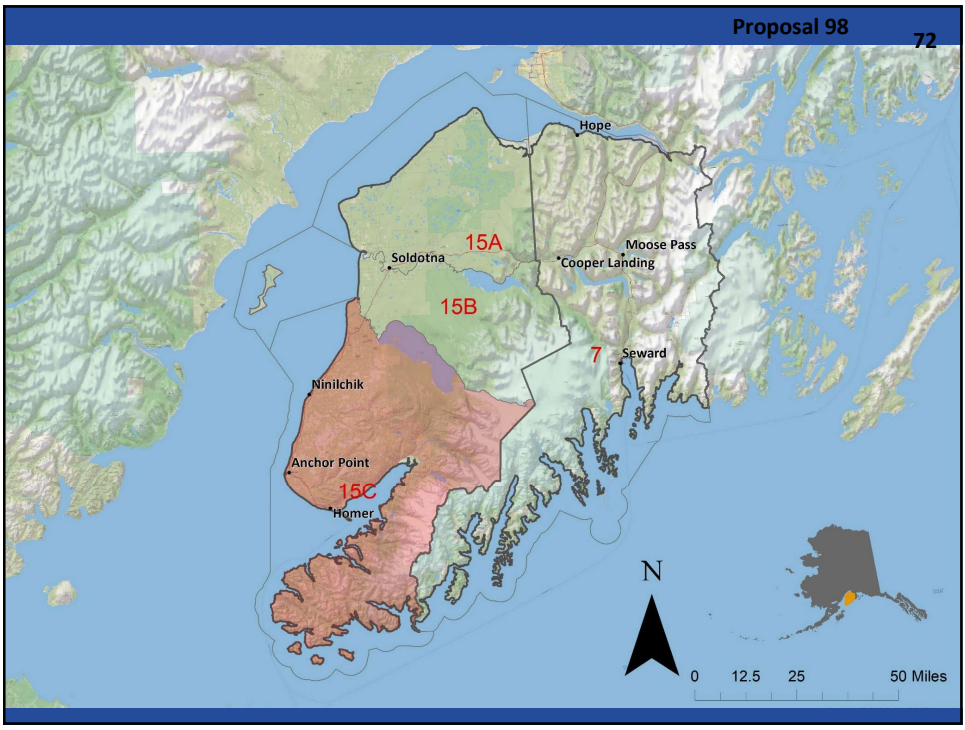 Proposal 98
72
Hope
15A
Moose Pass
Soldotna
Cooper Landing
15B
7
Seward
Ninilchik
Anchor Point
15C
Homer
N
0 12.5 25 50 Miles